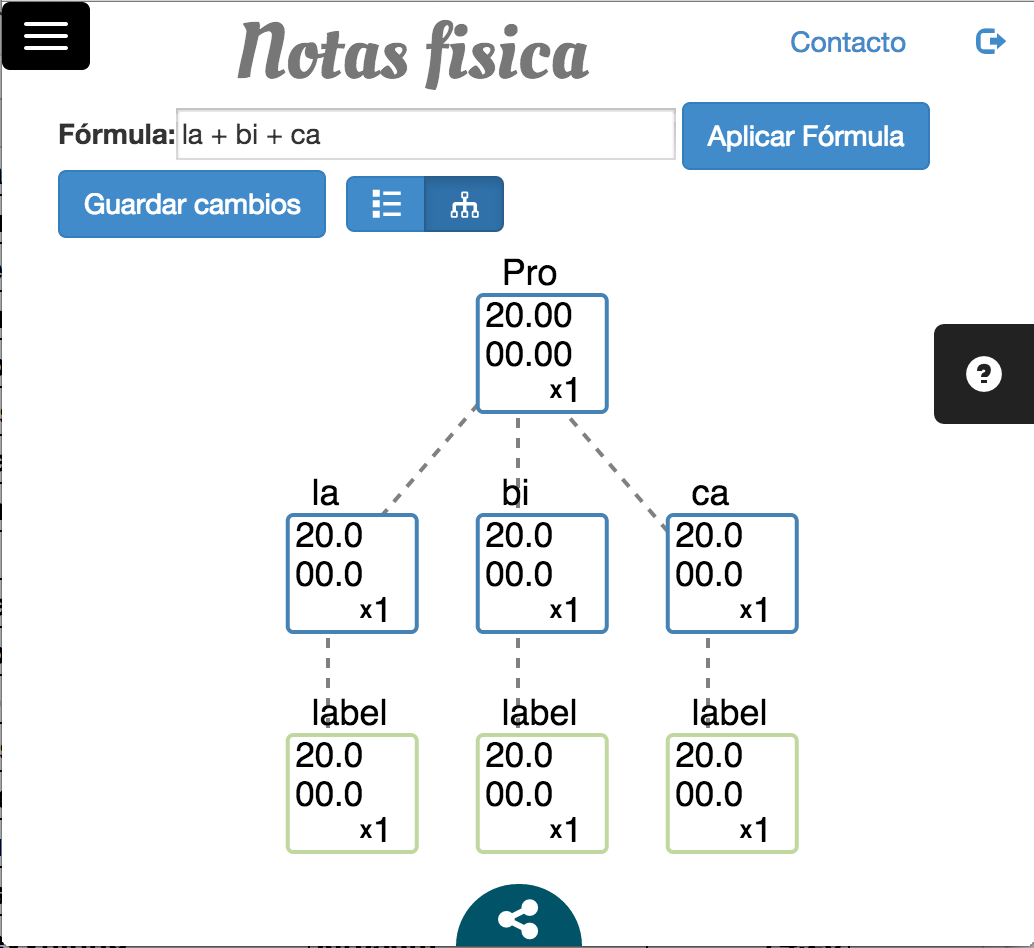 Notas fisica
Contacto
Fórmula: la + bi + ca
Aplicar Fórmula
Guardar cambios
Pro
20.00
00.00
x1
la
20.0
00.0
x1
bi
20.0
00.0
x1
ca
20.0
00.0
x1
label
20.0
00.0
x1
label
20.0
00.0
x1
label
20.0
00.0
x1
?